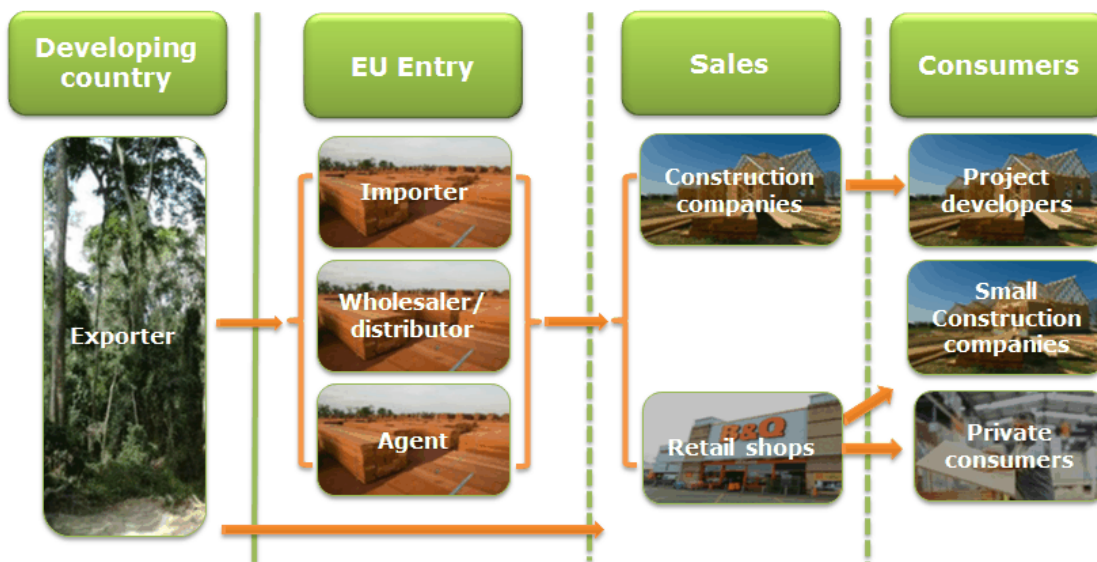 Developing
country
EU Entry
Sales
Consumers
Exporter
Importer
Wholesaler/
distributor
Agent
Construction
companies
B&Q
Retail shops
Project
developers
Small
Construction
companies
Private
consumers